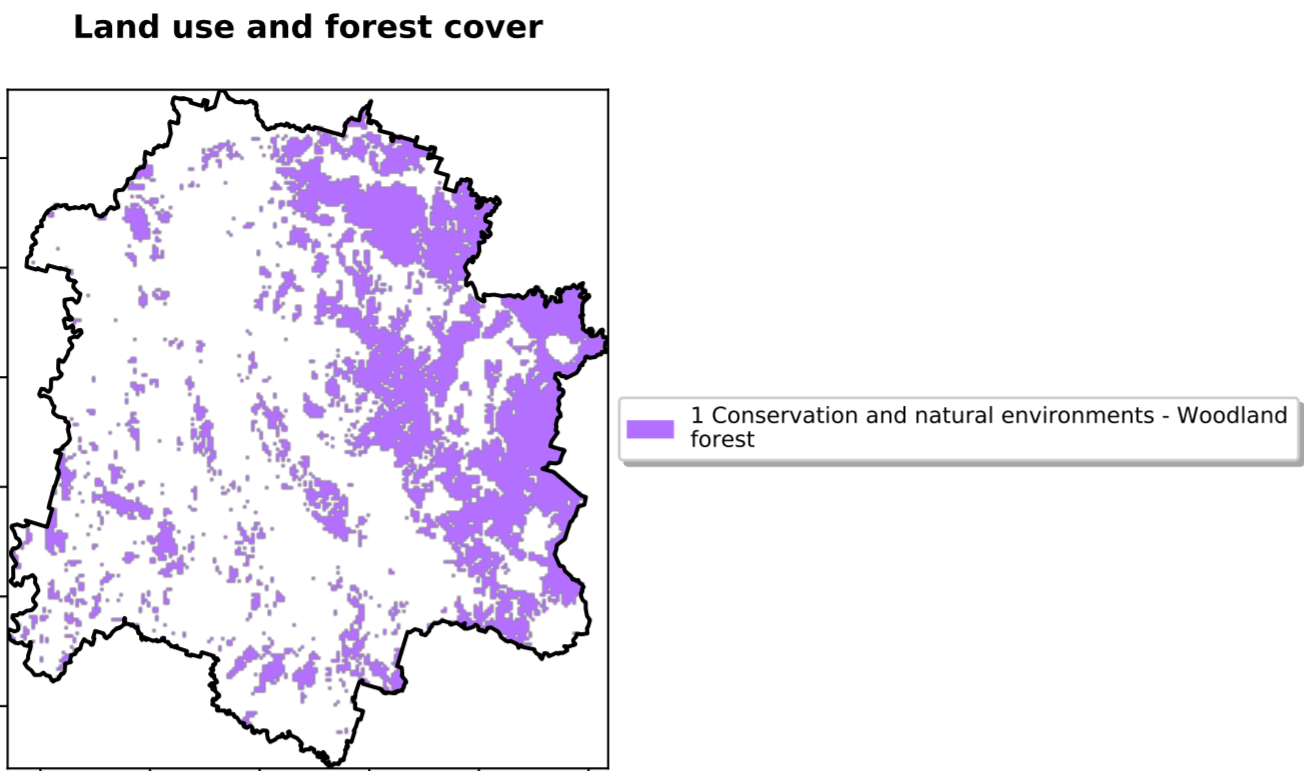 Land use and forest cover
1 Conservation and natural environments - Woodland
forest